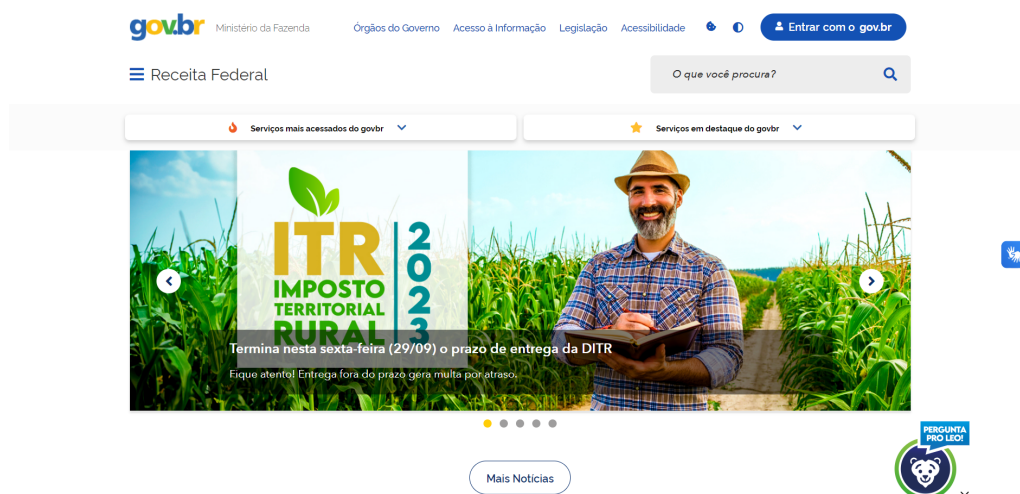 gov.br
Ministério da Fazenda
Órgãos do Governo
Acesso à Informação
Legislação
Acessibilidade
Entrar com o gov.br
Receita Federal
O que você procura?
Serviços mais acessados do govbr
Serviços em destaque do govbr
ITR
IMPOSTO
TERRITORIAL
RURAL
2023
Termina nesta sexta-feira (29/09) o prazo de entrega da DITR
Fique atento! Entrega fora do prazo gera multa por atraso.
PERGUNTA
PRO LEO!
Mais Notícias